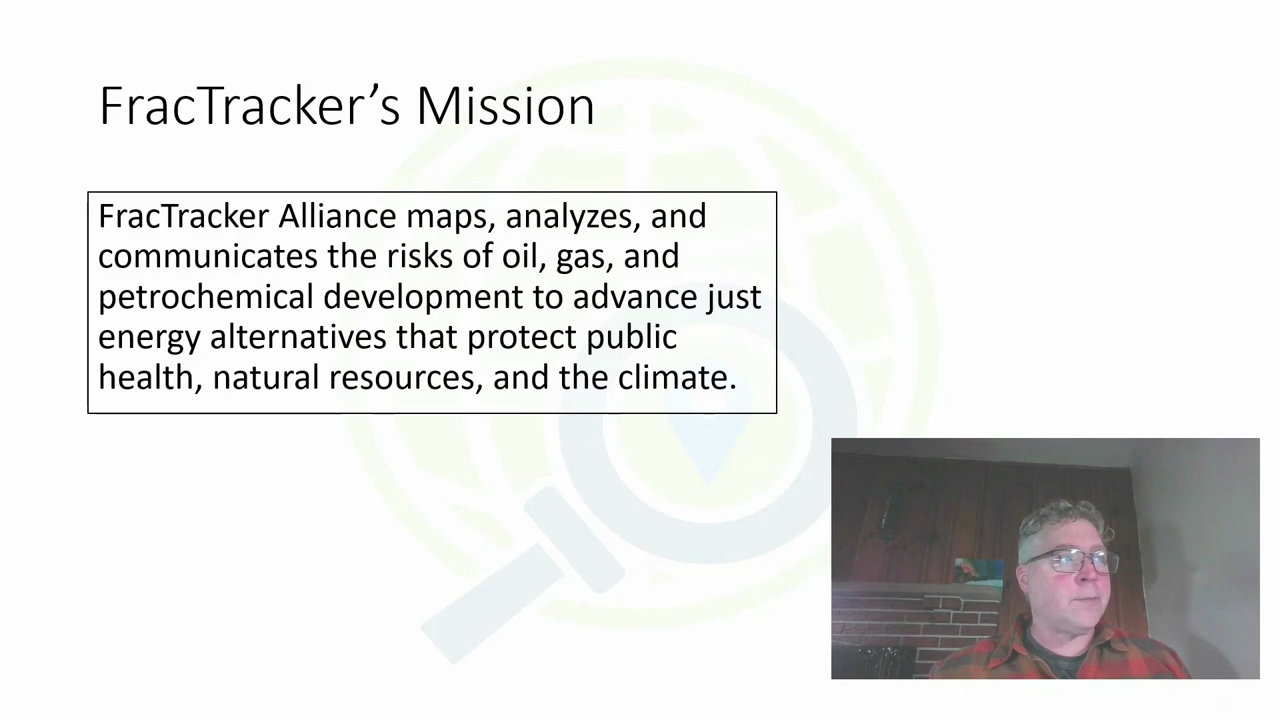 FracTracker’s Mission
FracTracker Alliance maps, analyzes, and
communicates the risks of oil, gas, and
petrochemical development to advance just
energy alternatives that protect public
health, natural resources, and the climate.